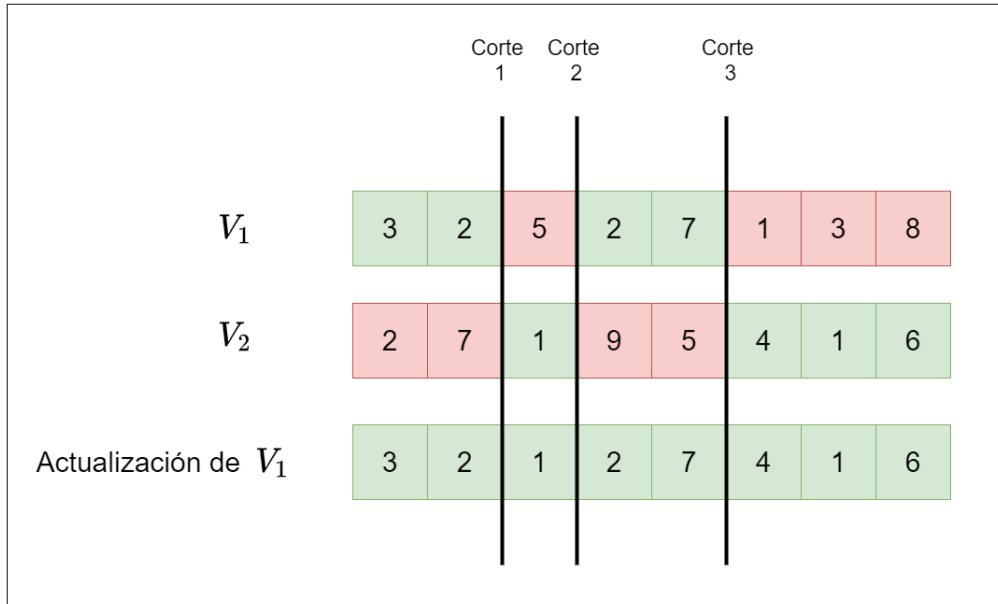 Corte Corte Corte
1 2 3
V₁ 3 2 5 2 7 1 3 8
V₂ 2 7 1 9 5 4 1 6
Actualización de V₁ 3 2 1 2 7 4 1 6